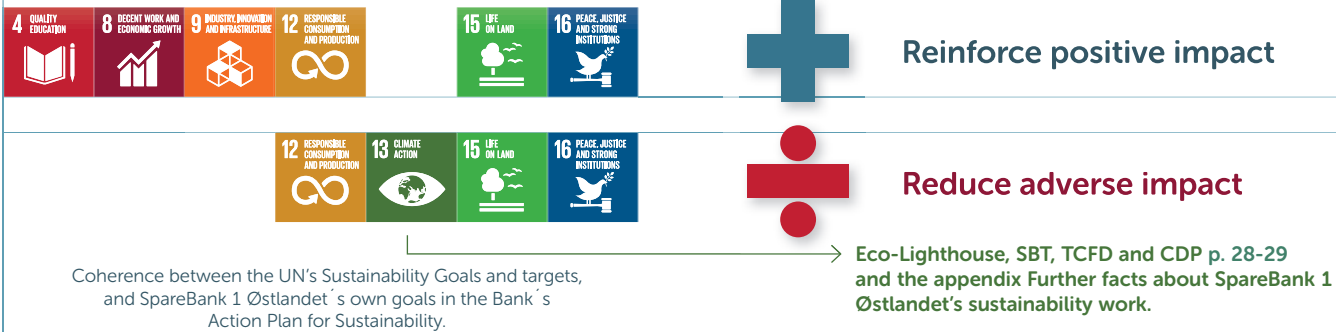 4 QUALITY
EDUCATION
8 DECENT WORK AND
ECONOMIC GROWTH
9 INDUSTRY, INNOVATION
AND INFRASTRUCTURE
12 RESPONSIBLE
CONSUMPTION
AND PRODUCTION
15 LIFE
ON LAND
16 PEACE, JUSTICE
AND STRONG
INSTITUTIONS
Reinforce positive impact
12 RESPONSIBLE
CONSUMPTION
AND PRODUCTION
13 CLIMATE
ACTION
15 LIFE
ON LAND
16 PEACE, JUSTICE
AND STRONG
INSTITUTIONS
Reduce adverse impact
Eco-Lighthouse, SBT, TCFD and CDP p. 28-29
and the appendix Further facts about SpareBank 1
Østlandet’s sustainability work.
Coherence between the UN’s Sustainability Goals and targets,
and SpareBank 1 Østlandet´s own goals in the Bank´s
Action Plan for Sustainability.